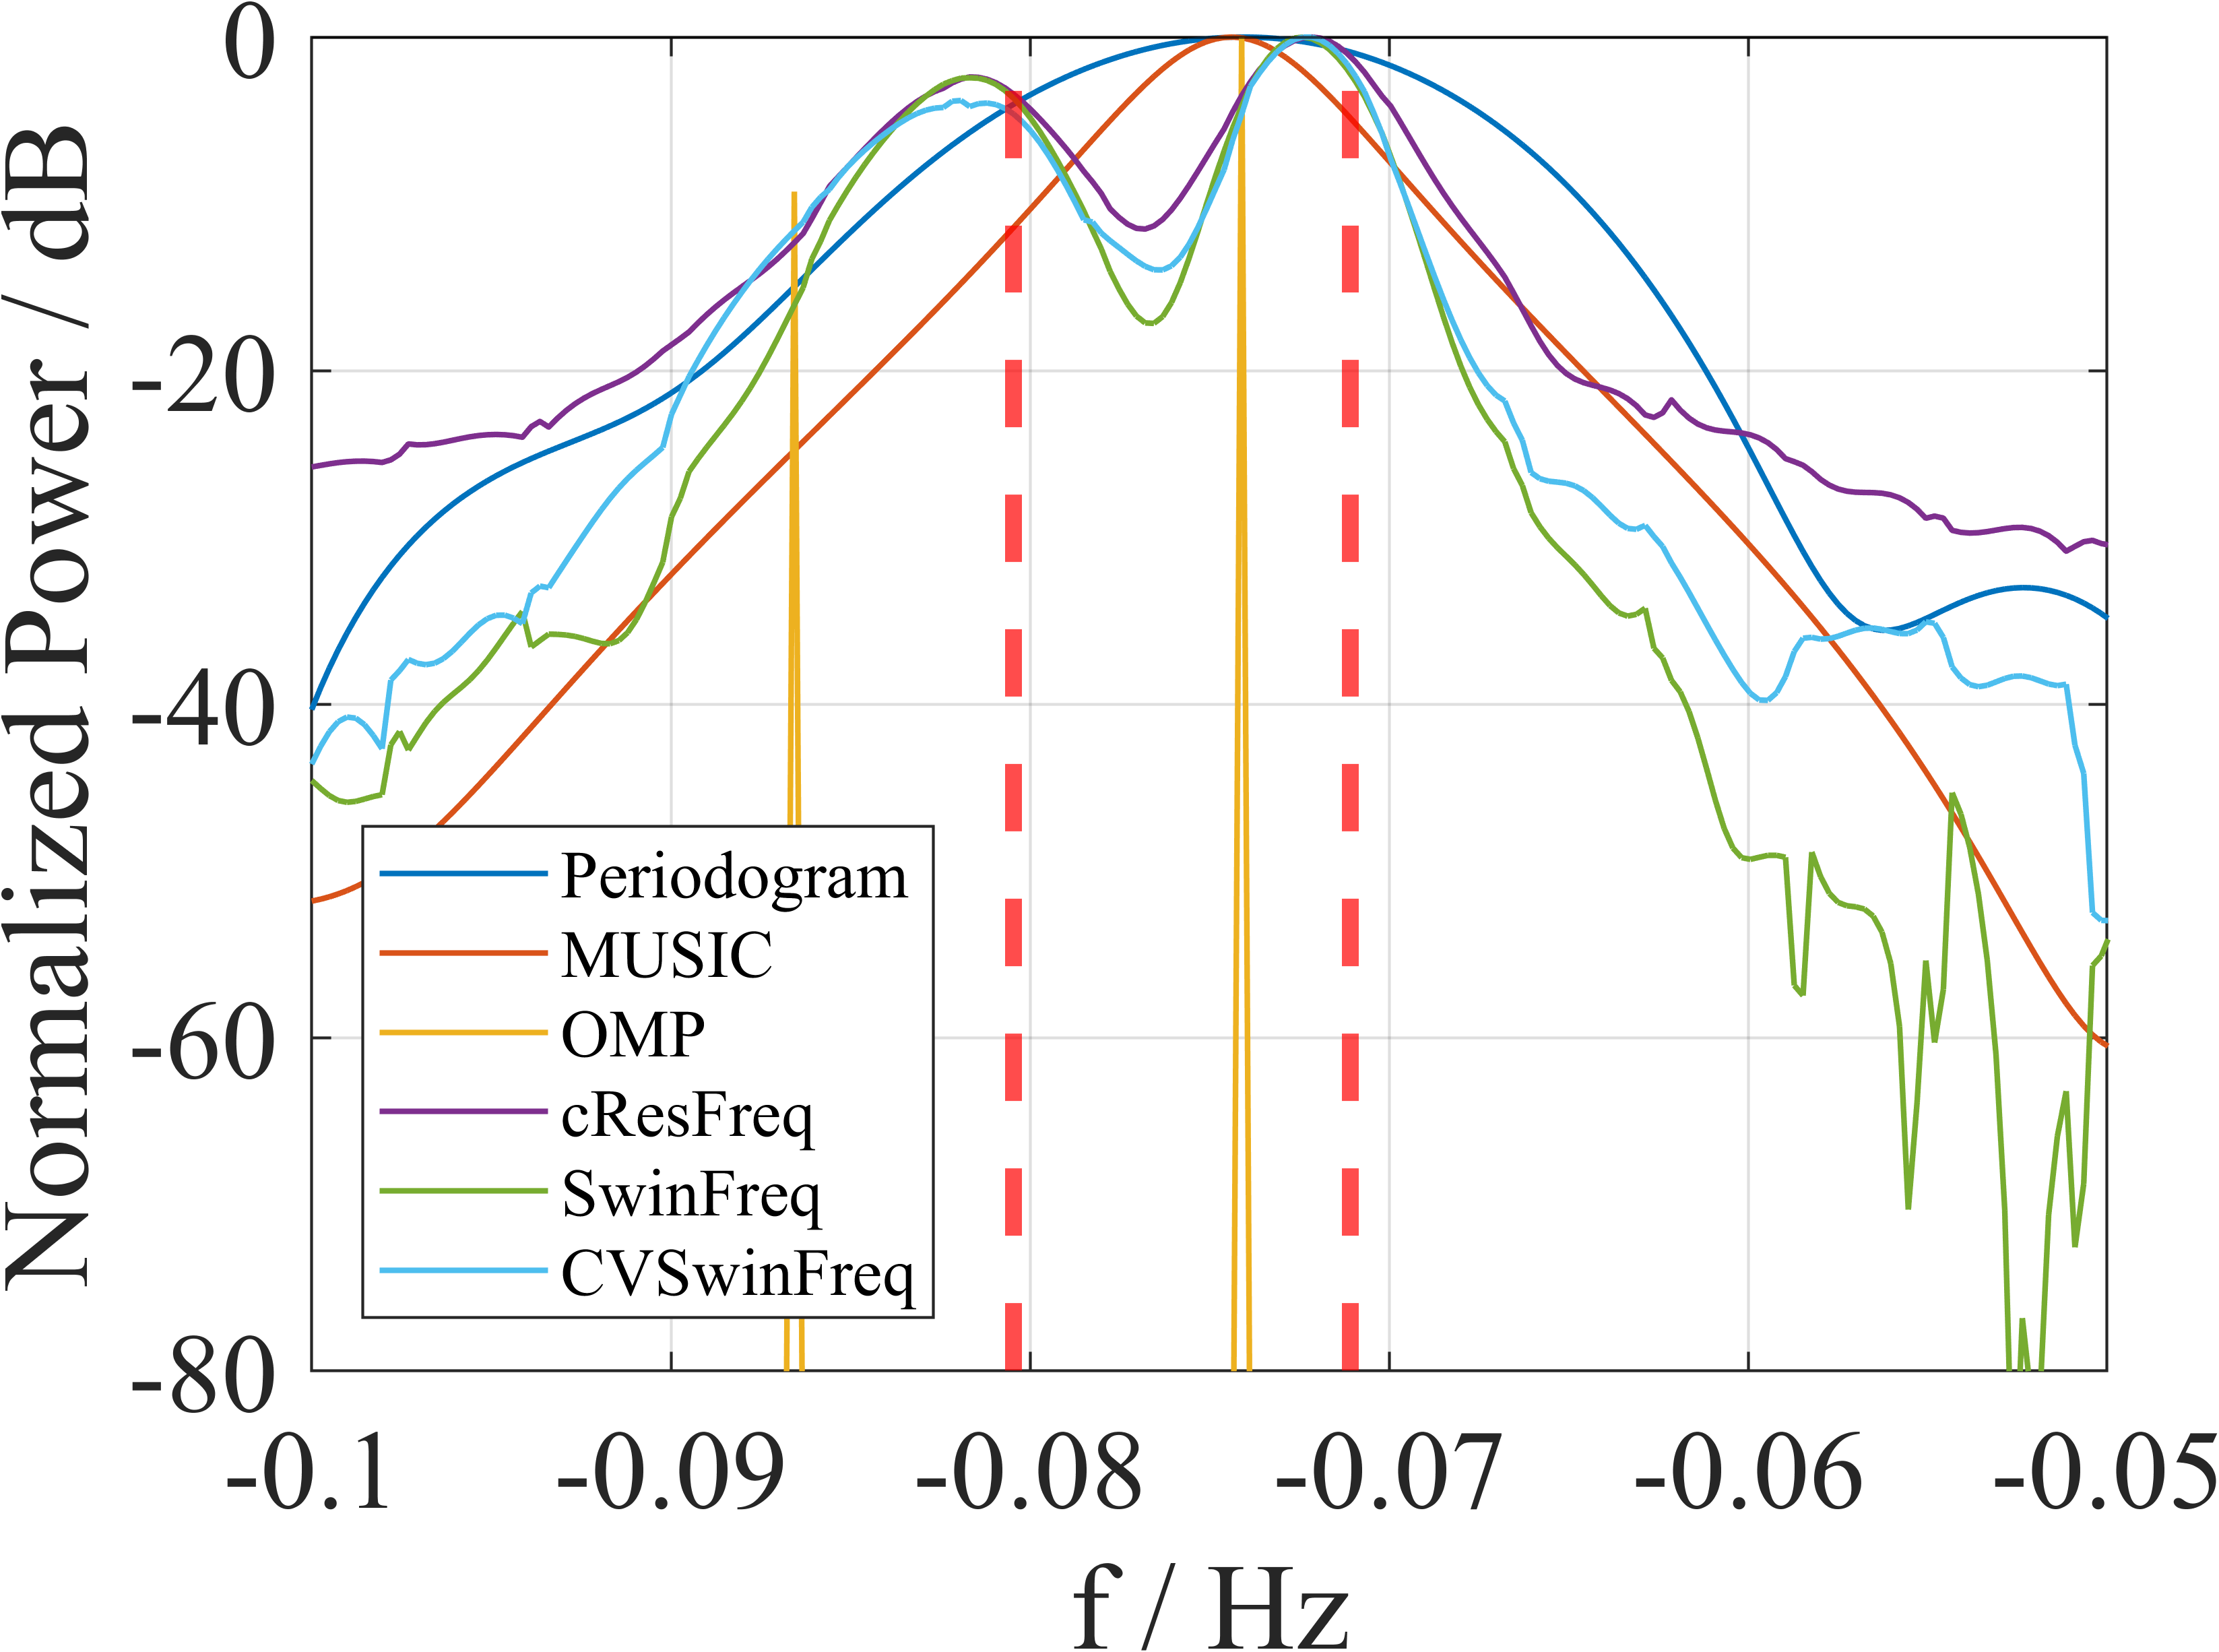 Normalized Power / dB
0
-20
-40
-60
-80
Periodogram
MUSIC
OMP
cResFreq
SwinFreq
CVSwinFreq
-0.1 -0.09 -0.08 -0.07 -0.06 -0.05
f / Hz